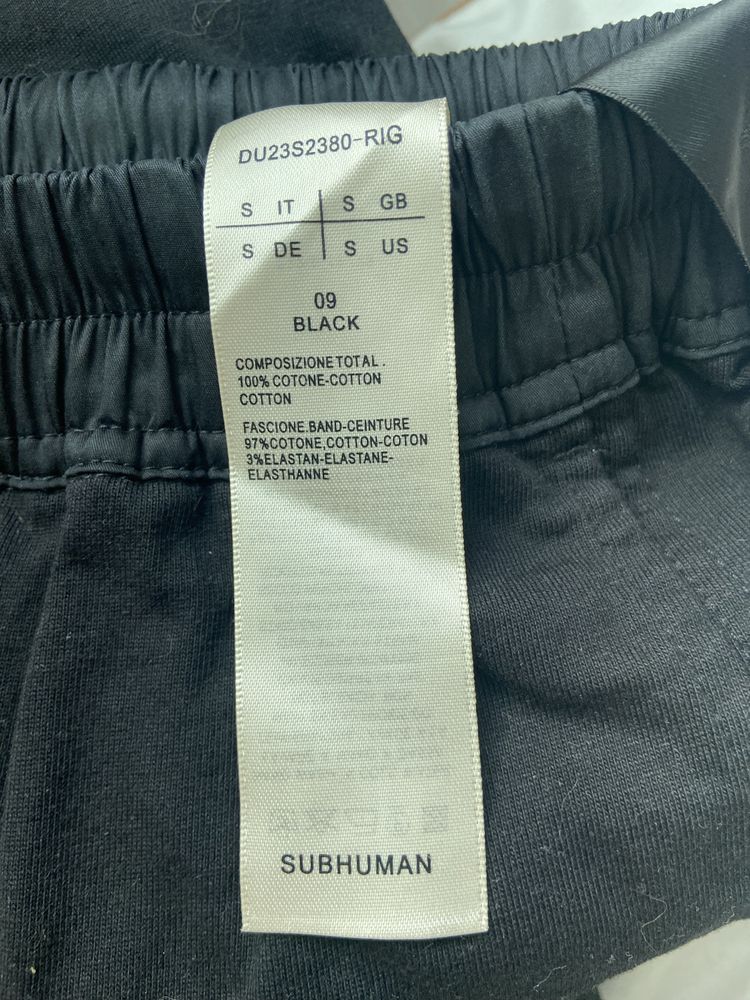 DU23S2380-RIG
S IT S GB
S DE S US
09
BLACK
COMPOSIZIONE TOTAL.
100% COTONE-COTTON
COTTON
FASCIONE.BAND-CEINTURE
97%COTONE,COTTON-COTON
3%ELASTAN-ELASTANE-
ELASTHANNE
SUBHUMAN